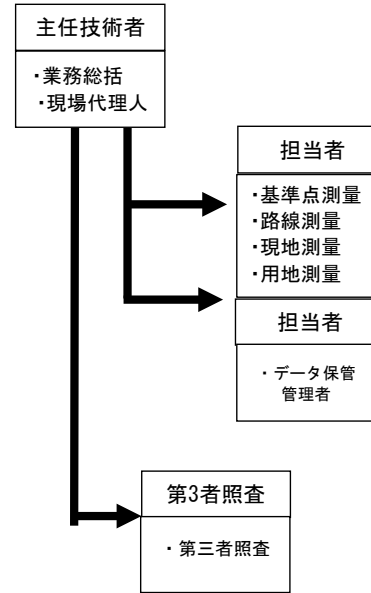 主任技術者
・業務総括
・現場代理人
担当者
・基準点測量
・路線測量
・現地測量
・用地測量
担当者
・データ保管
管理者
第3者照査
・第三者照査